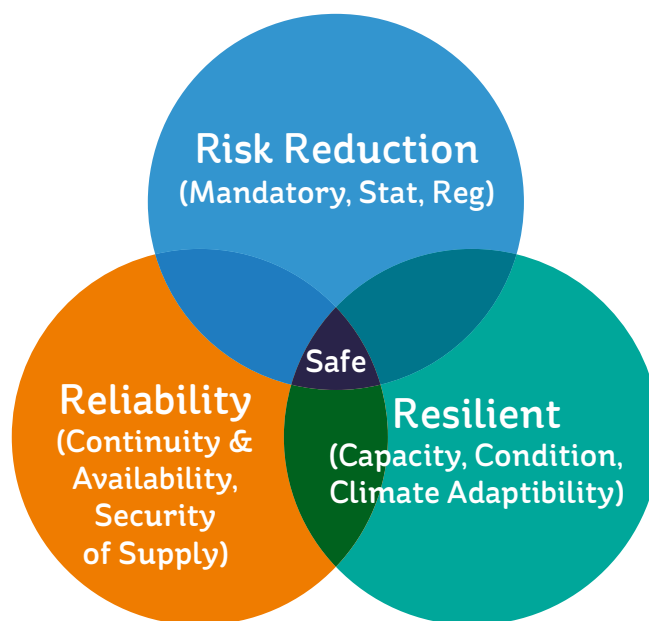 Risk Reduction
(Mandatory, Stat, Reg)
Safe
Reliability
(Continuity &
Availability,
Security
of Supply)
Resilient
(Capacity, Condition,
Climate Adaptibility)